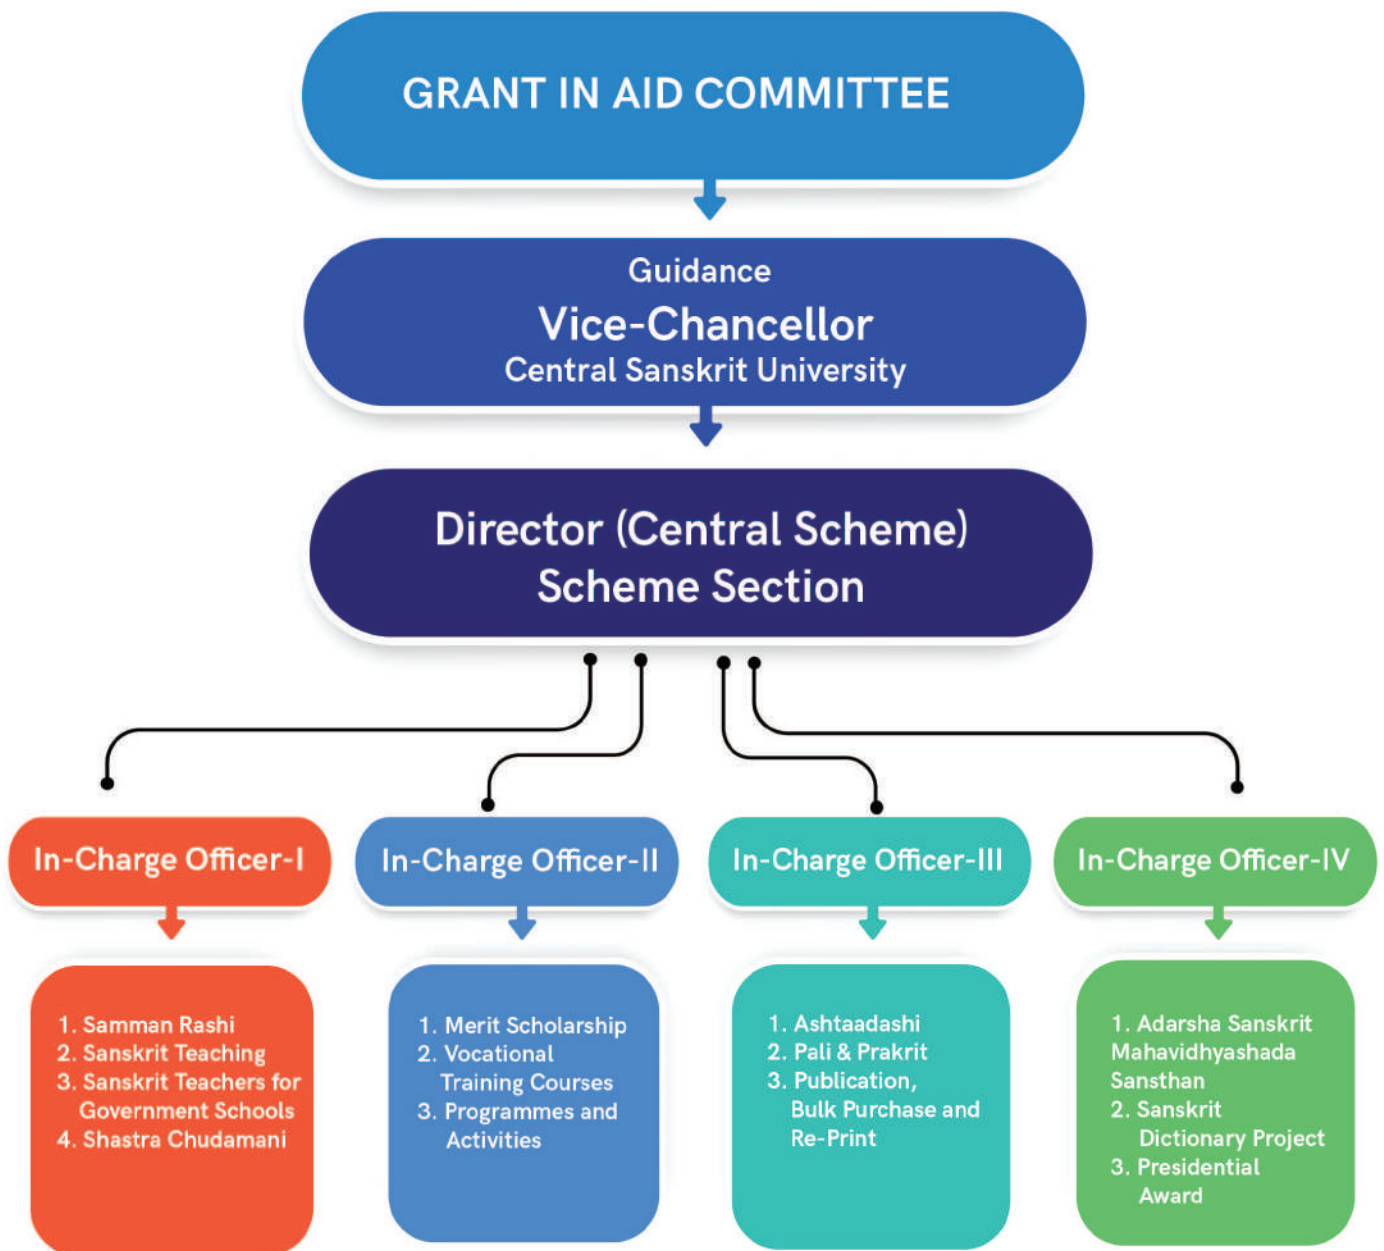 GRANT IN AID COMMITTEE
Guidance
Vice-Chancellor
Central Sanskrit University
Director (Central Scheme)
Scheme Section
In-Charge Officer-I
1. Samman Rashi
2. Sanskrit Teaching
3. Sanskrit Teachers for
Government Schools
4. Shastra Chudamani
In-Charge Officer-II
1. Merit Scholarship
2. Vocational
Training Courses
3. Programmes and
Activities
In-Charge Officer-III
1. Ashtaadashi
2. Pali & Prakrit
3. Publication,
Bulk Purchase and
Re-Print
In-Charge Officer-IV
1. Adarsha Sanskrit
Mahavidhyashada
Sansthan
2. Sanskrit
Dictionary Project
3. Presidential
Award